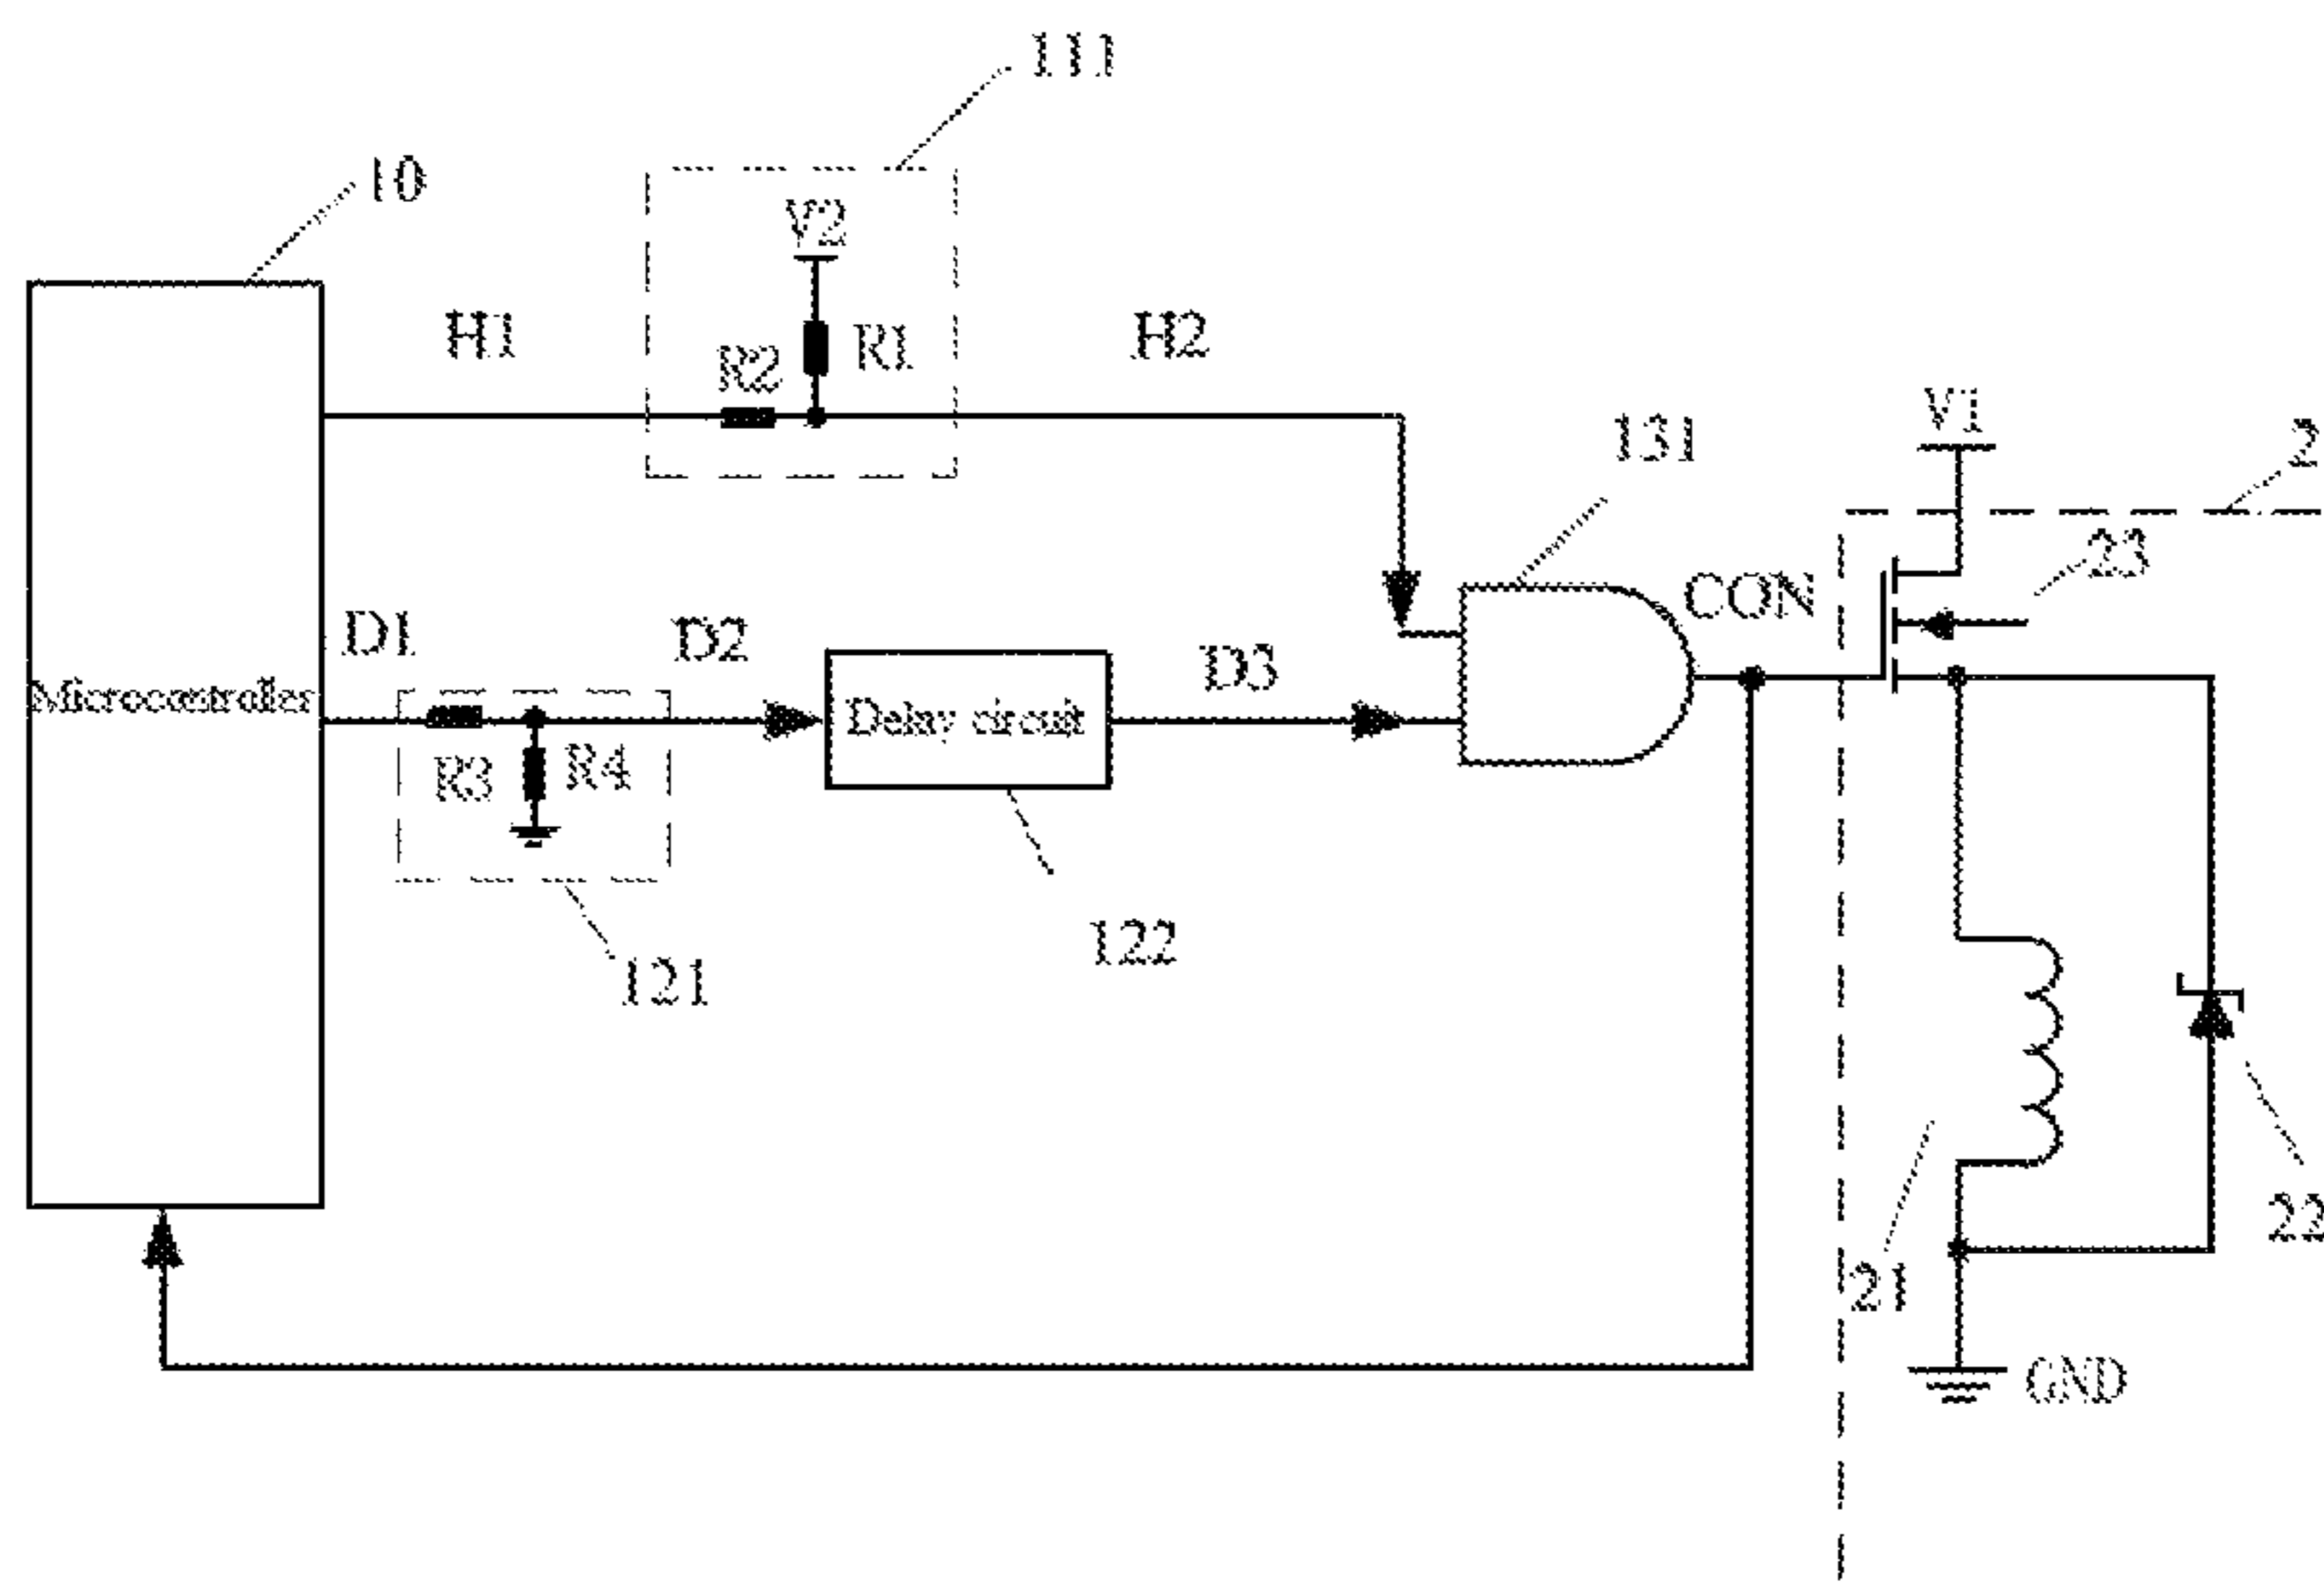 111
10
V2
H1
R2
R1
H2
V1
131
2
23
CON
D1
D2
D3
Microcontroller
Delay circuit
R3
R4
122
121
22
21
GND